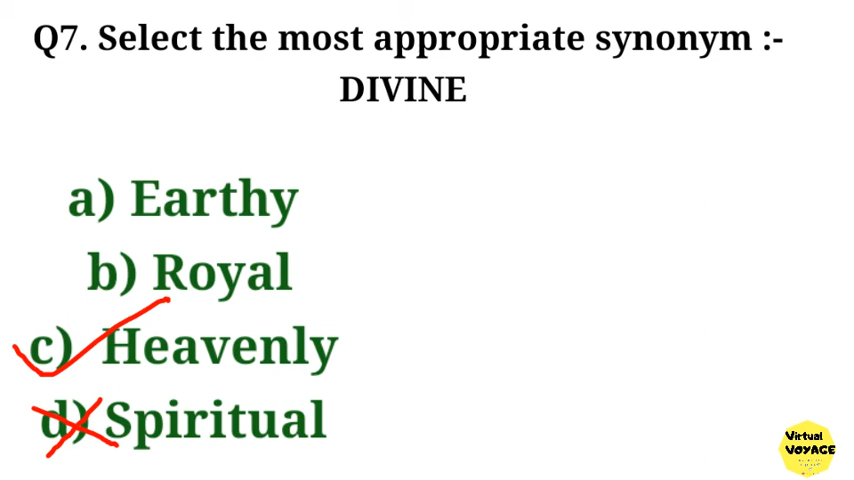 Q7. Select the most appropriate synonym :-
DIVINE
a) Earthy
b) Royal
c) Heavenly
d) Spiritual
Virtual
VOYAGE